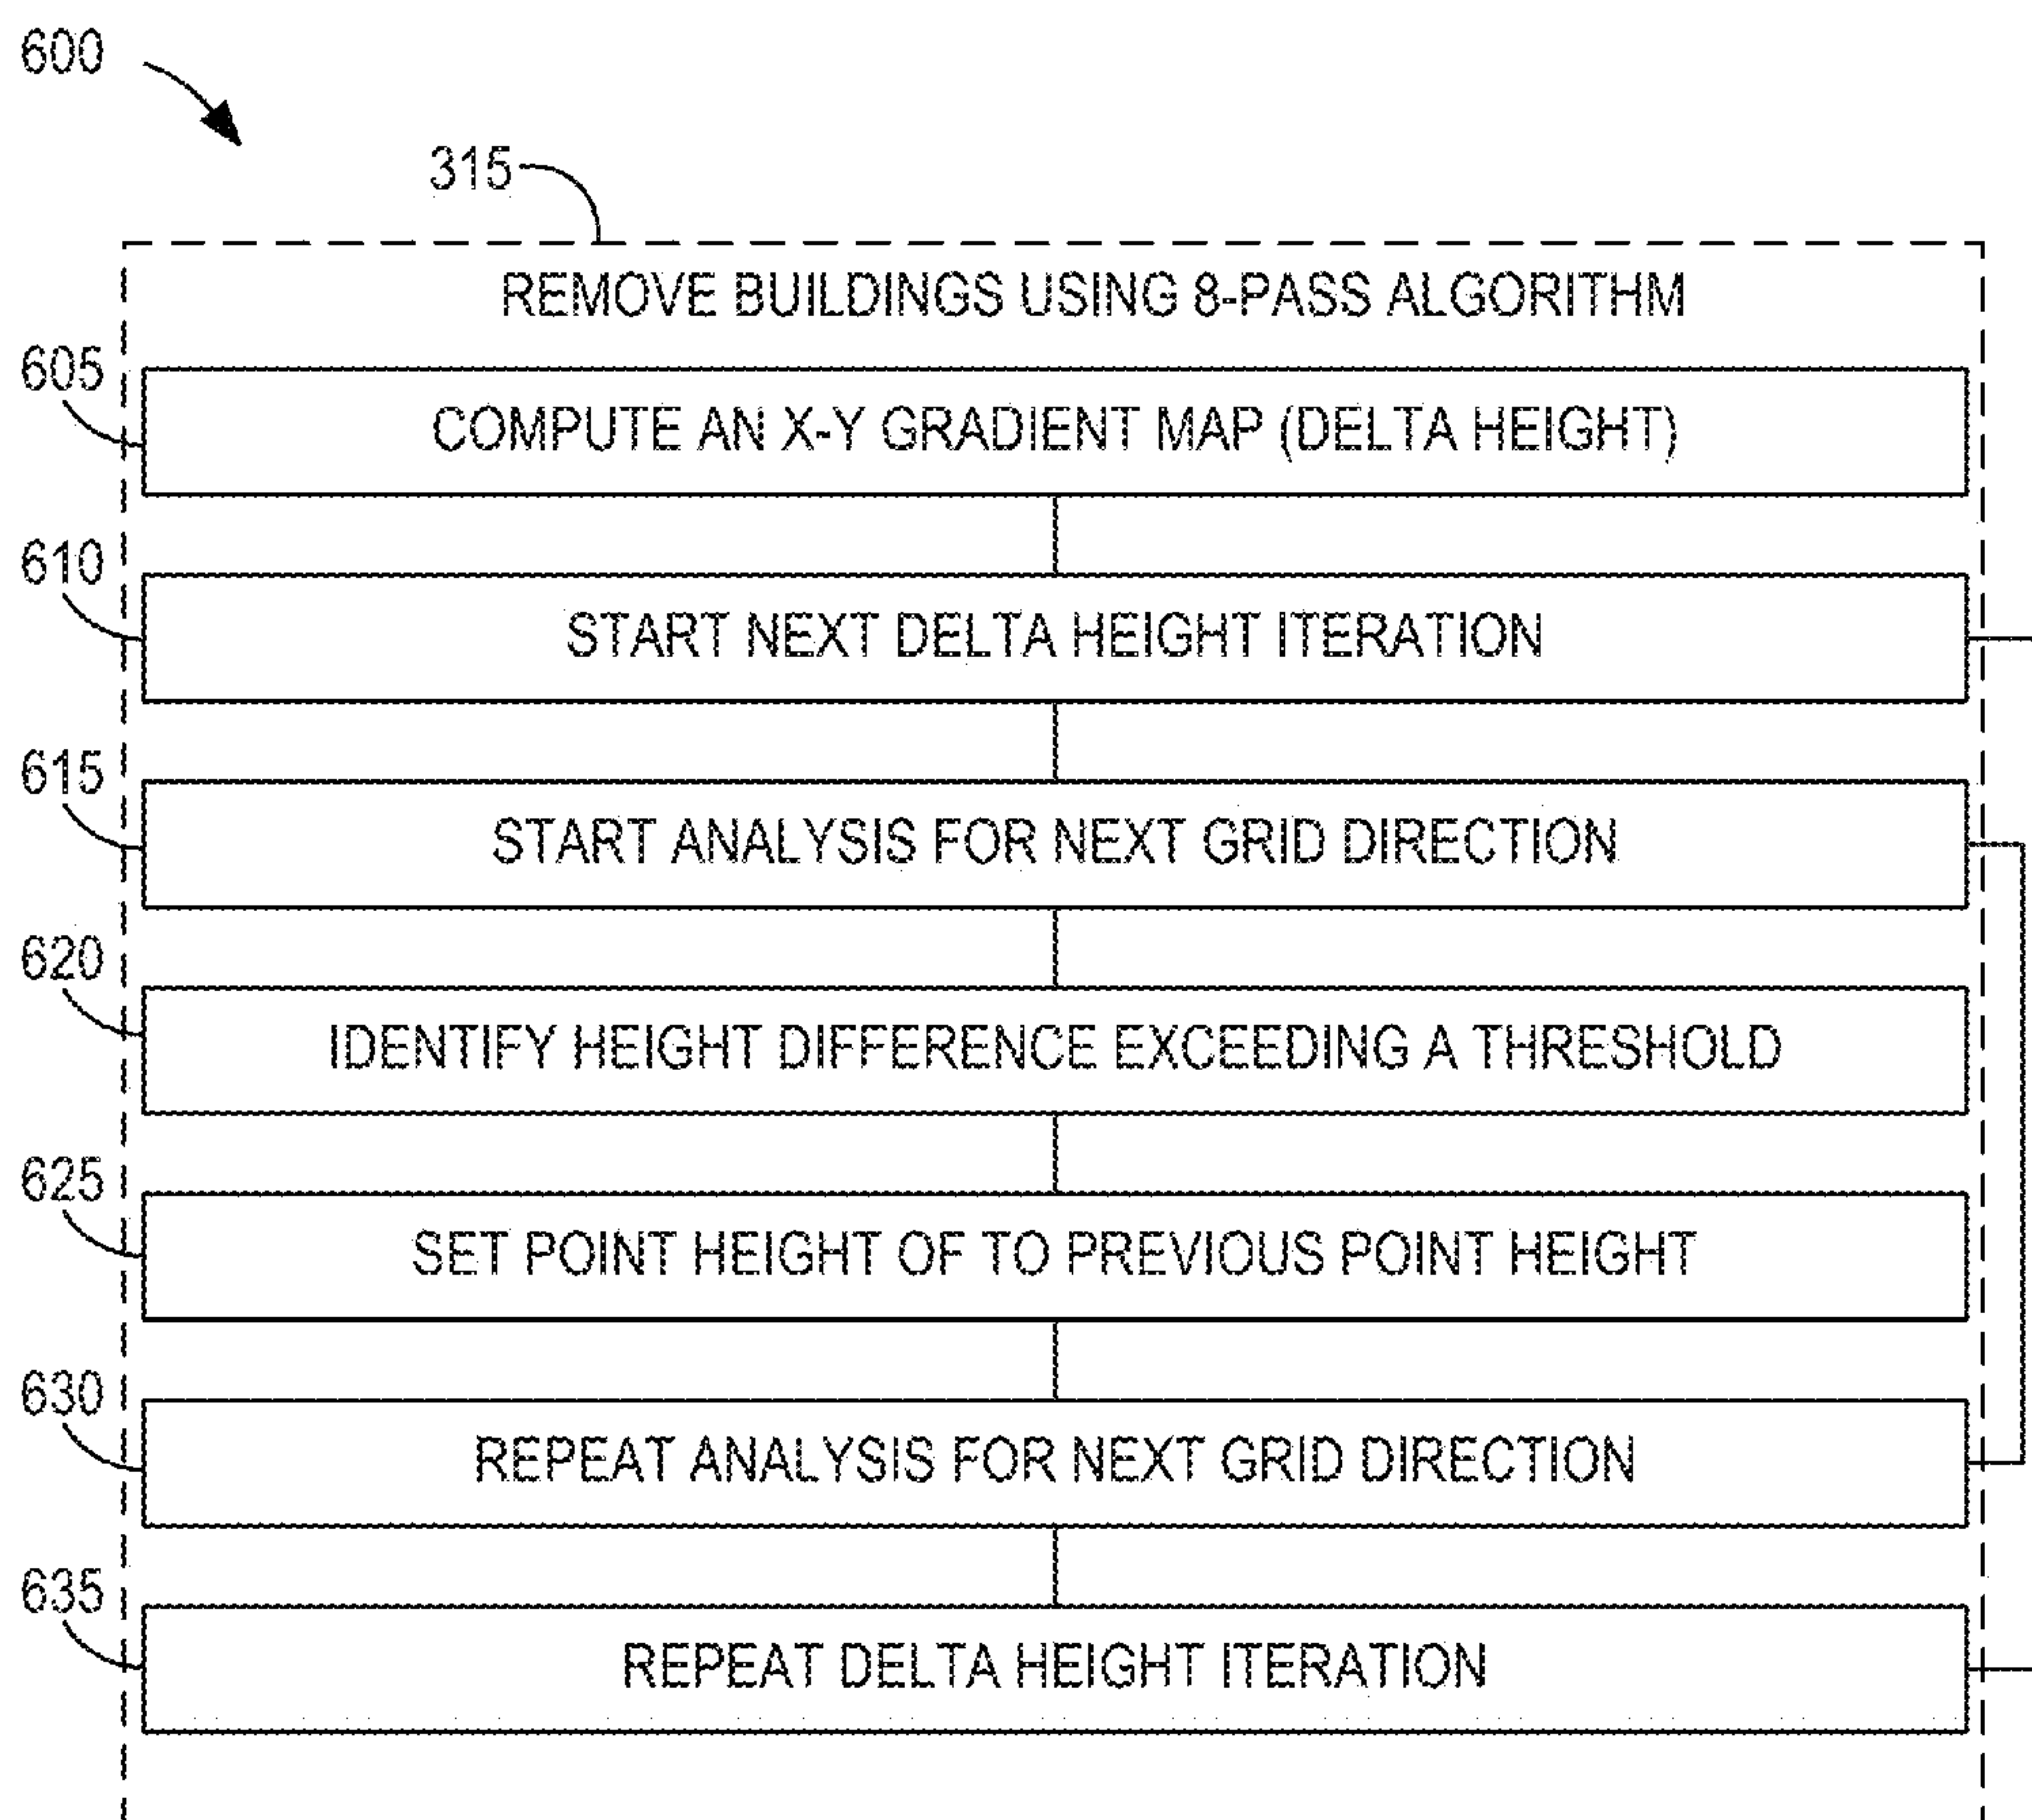 600
315
REMOVE BUILDINGS USING 8-PASS ALGORITHM
605
COMPUTE AN X-Y GRADIENT MAP (DELTA HEIGHT)
610
START NEXT DELTA HEIGHT ITERATION
615
START ANALYSIS FOR NEXT GRID DIRECTION
620
IDENTIFY HEIGHT DIFFERENCE EXCEEDING A THRESHOLD
625
SET POINT HEIGHT OF TO PREVIOUS POINT HEIGHT
630
REPEAT ANALYSIS FOR NEXT GRID DIRECTION
635
REPEAT DELTA HEIGHT ITERATION